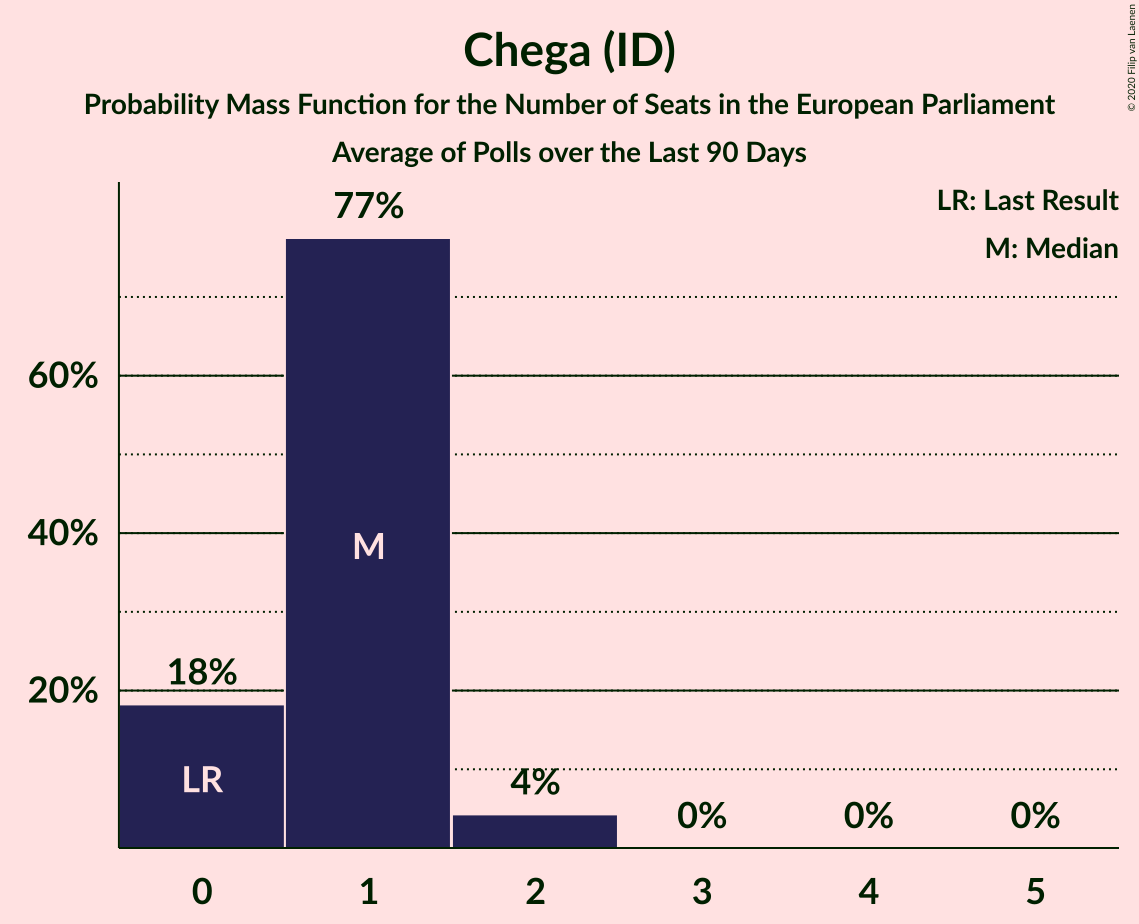 Chega (ID)
Probability Mass Function for the Number of Seats in the European Parliament
Average of Polls over the Last 90 Days
© 2020 Filip van Laenen
LR: Last Result
M: Median
77%
60%
40%
M
18%
20%
LR
4%
0%
0%
0%
0
1
2
3
4
5